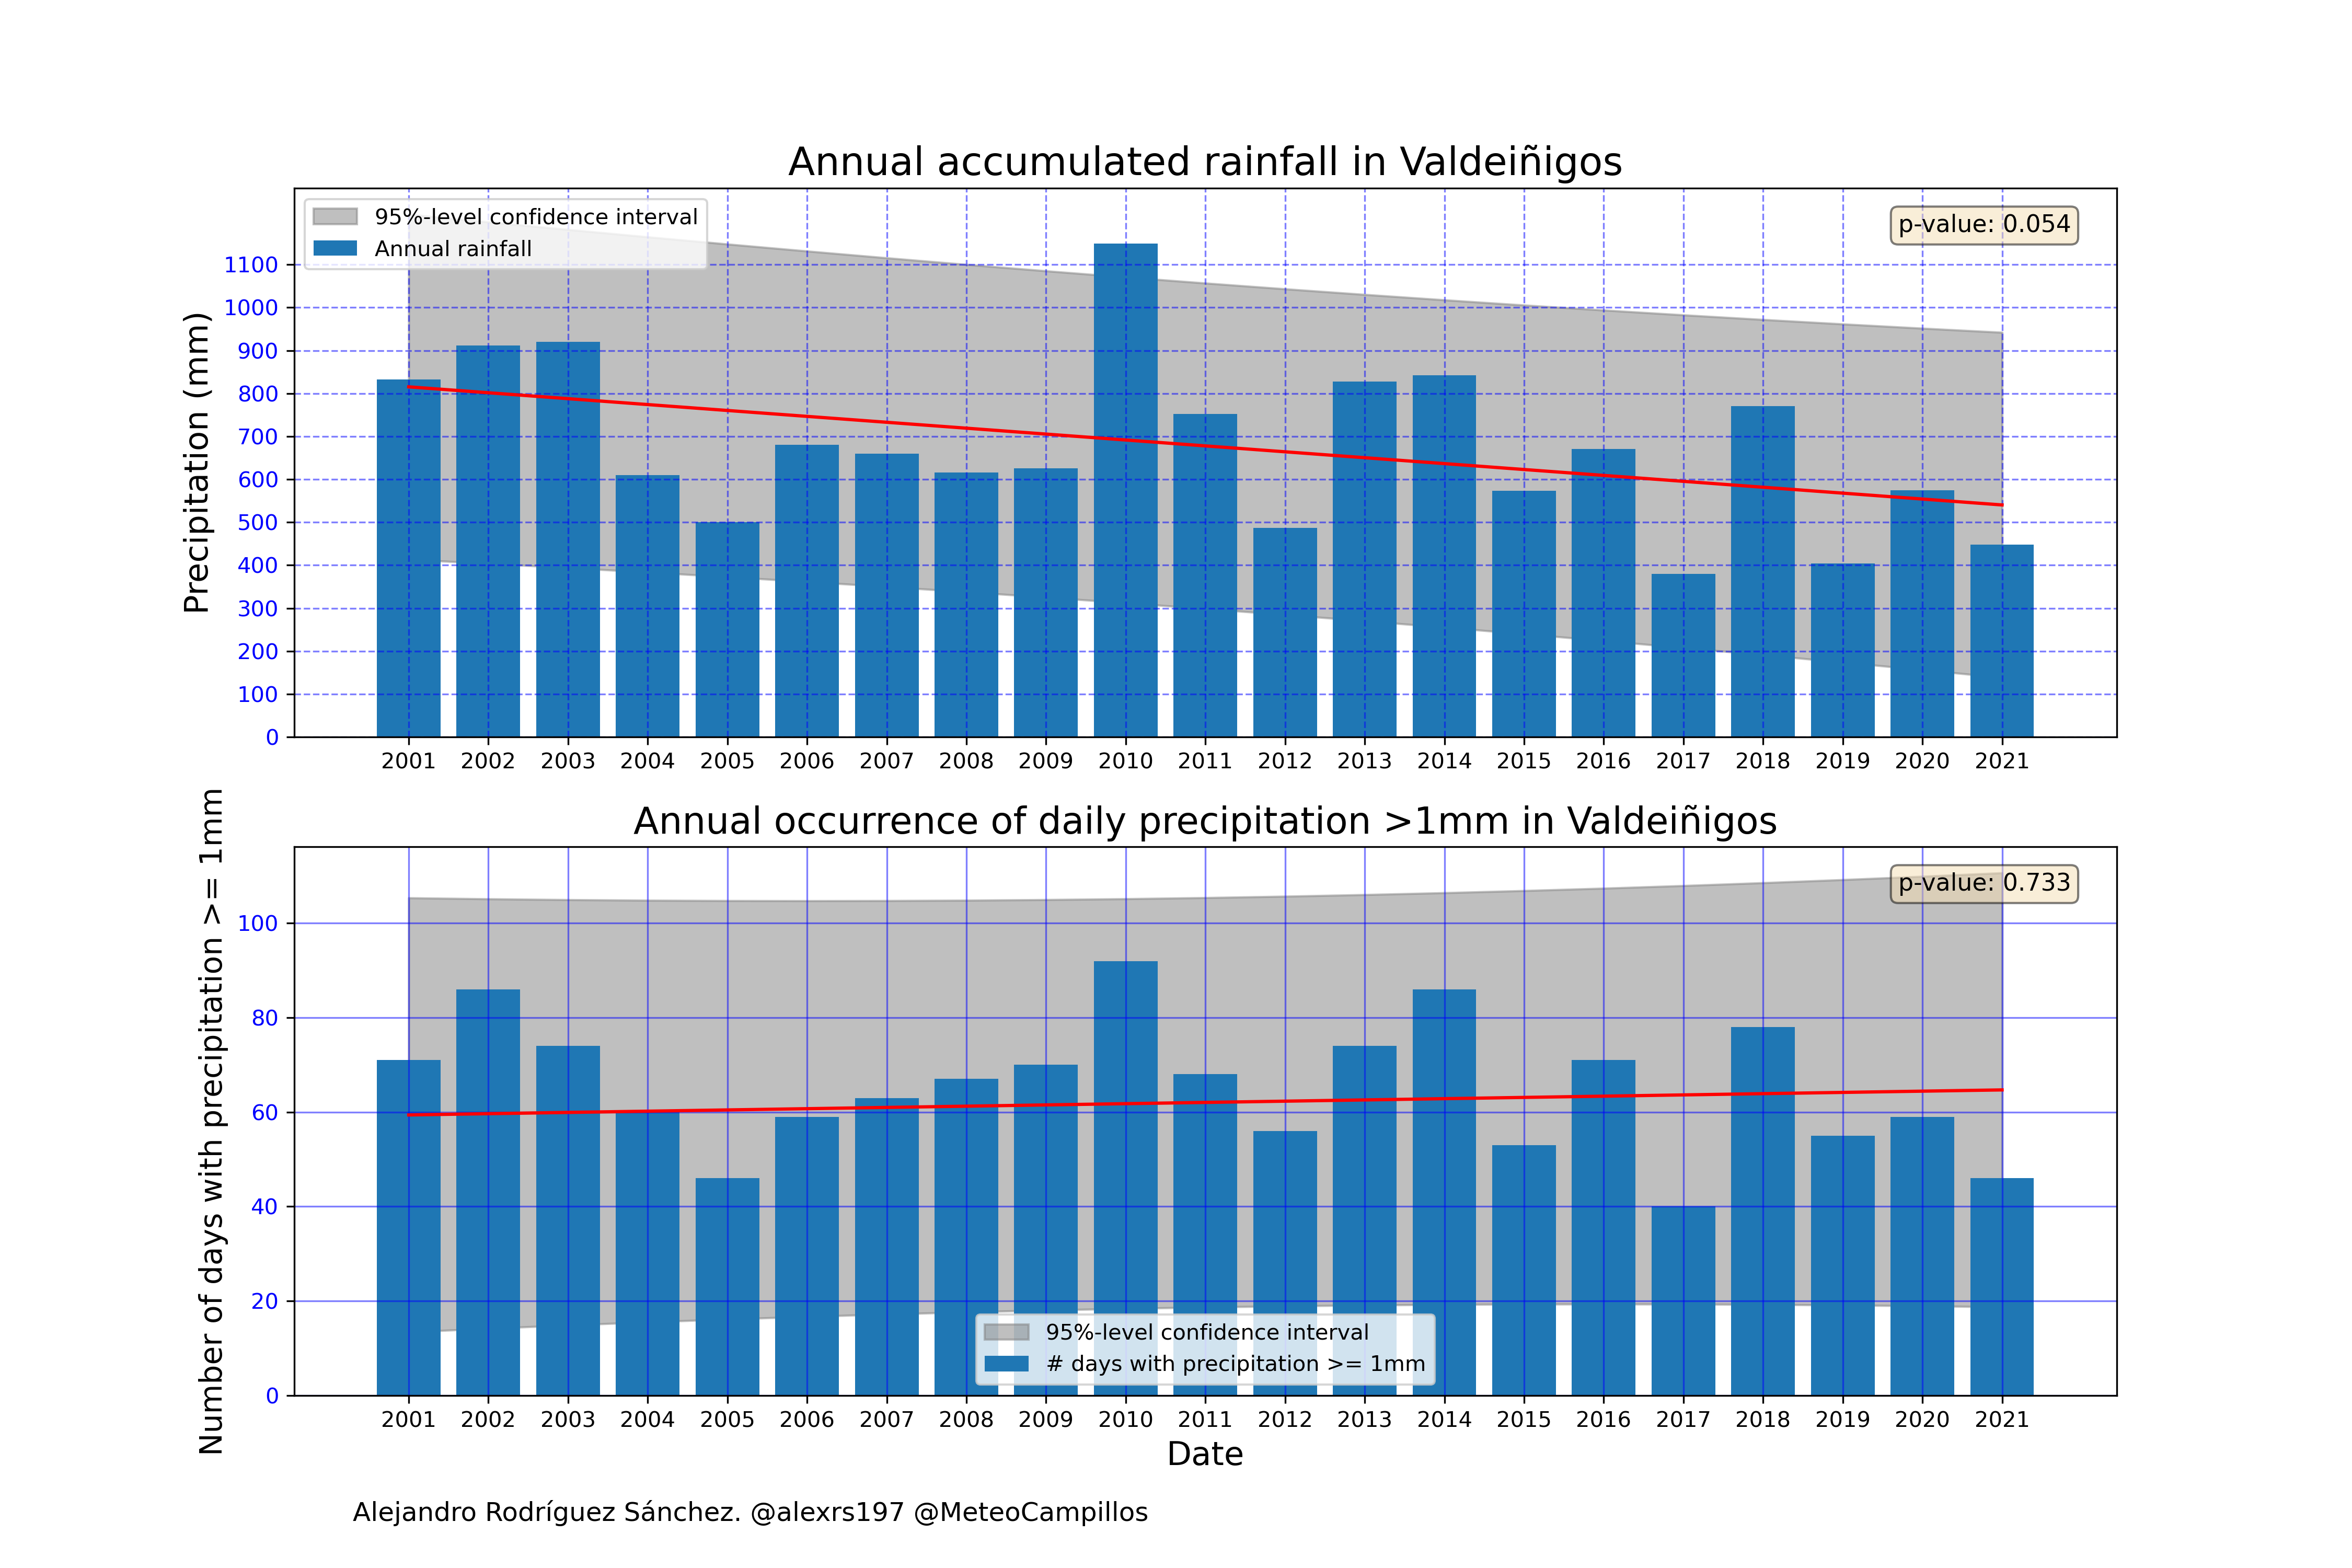 Annual accumulated rainfall in Valdeiñigos
95%-level confidence interval
Annual rainfall
p-value: 0.054
Precipitation (mm)
1100
1000
900
800
700
600
500
400
300
200
100
0
2001 2002 2003 2004 2005 2006 2007 2008 2009 2010 2011 2012 2013 2014 2015 2016 2017 2018 2019 2020 2021
Annual occurrence of daily precipitation >1mm in Valdeiñigos
p-value: 0.733
Number of days with precipitation >= 1mm
100
80
60
40
20
0
95%-level confidence interval
# days with precipitation >= 1mm
2001 2002 2003 2004 2005 2006 2007 2008 2009 2010 2011 2012 2013 2014 2015 2016 2017 2018 2019 2020 2021
Date
Alejandro Rodríguez Sánchez. @alexrs197 @MeteoCampillos